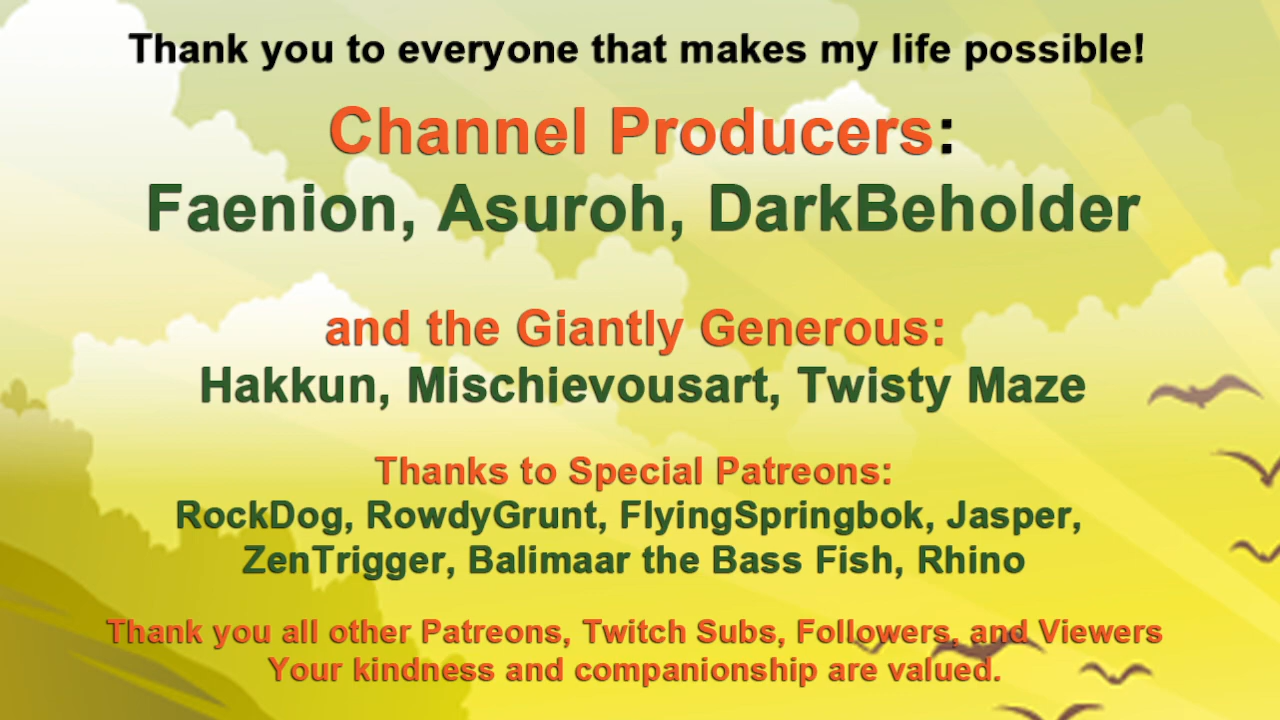 Thank you to everyone that makes my life possible!
Channel Producers:
Faenion, Asuroh, DarkBeholder
and the Giantly Generous:
Hakkun, Mischievousart, Twisty Maze
Thanks to Special Patreons:
RockDog, RowdyGrunt, FlyingSpringbok, Jasper,
ZenTrigger, Balimaar the Bass Fish, Rhino
Thank you all other Patreons, Twitch Subs, Followers, and Viewers
Your kindness and companionship are valued.